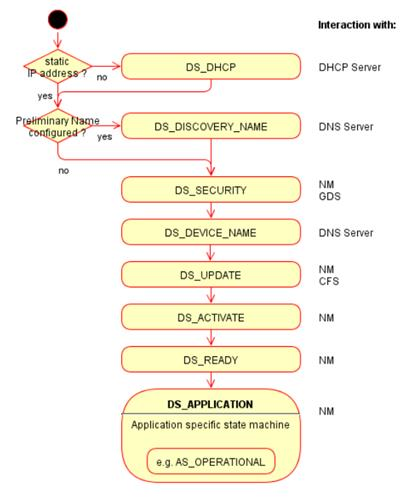 Interaction with:
static
IP address ?
no
yes
DS_DHCP
DHCP Server
Preliminary Name
configured ?
yes
no
DS_DISCOVERY_NAME
DNS Server
DS_SECURITY
NM
GDS
DS_DEVICE_NAME
DNS Server
DS_UPDATE
NM
CFS
DS_ACTIVATE
NM
DS_READY
NM
DS_APPLICATION
NM
Application specific state machine
e.g. AS_OPERATIONAL